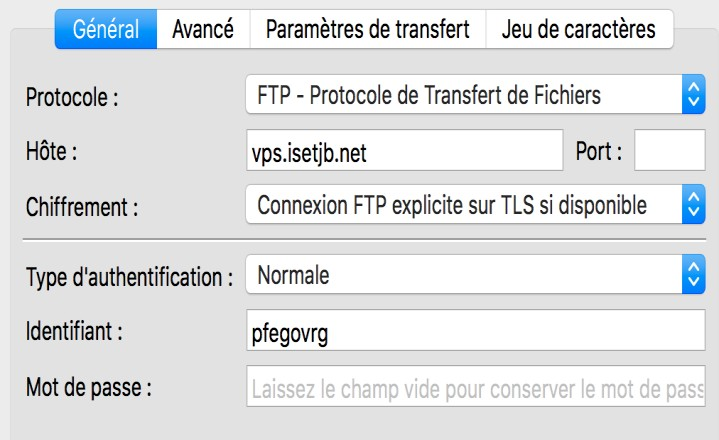 Général Avancé Paramètres de transfert Jeu de caractères
Protocole : FTP - Protocole de Transfert de Fichiers
Hôte : vps.isetjb.net Port :
Chiffrement : Connexion FTP explicite sur TLS si disponible
Type d'authentification : Normale
Identifiant : pfegovrg
Mot de passe : Laissez le champ vide pour conserver le mot de pass